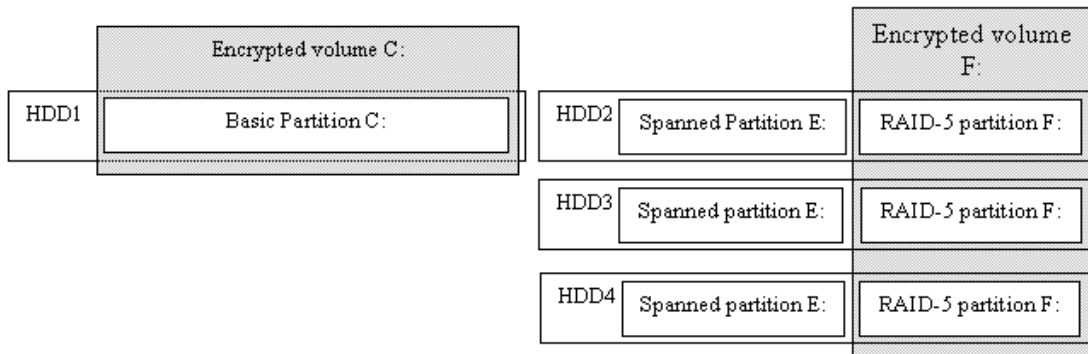 Encrypted volume C:
HDD1
Basic Partition C:
Encrypted volume
F:
HDD2
Spanned Partition E:
RAID-5 partition F:
HDD3
Spanned partition E:
RAID-5 partition F:
HDD4
Spanned partition E:
RAID-5 partition F: